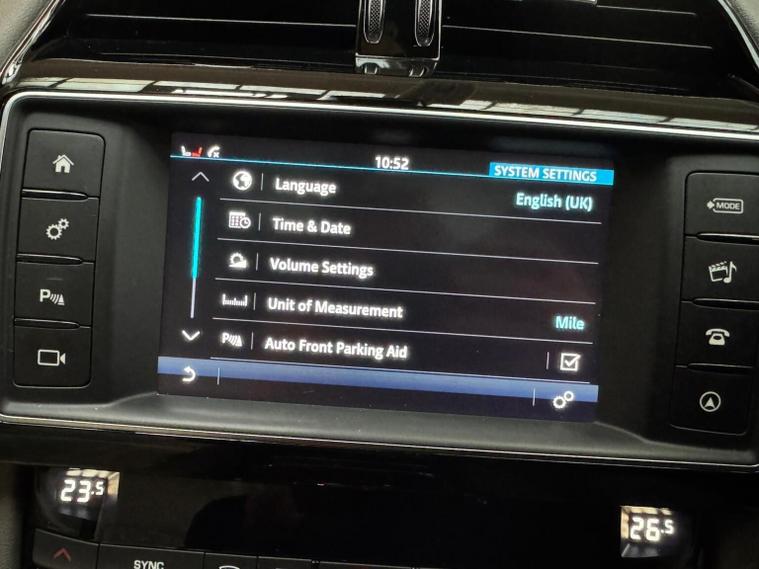 10:52
SYSTEM SETTINGS
Language
English (UK)
Time & Date
Volume Settings
Unit of Measurement
Mile
Auto Front Parking Aid
P
P
MODE
23.5
26.5
SYNC